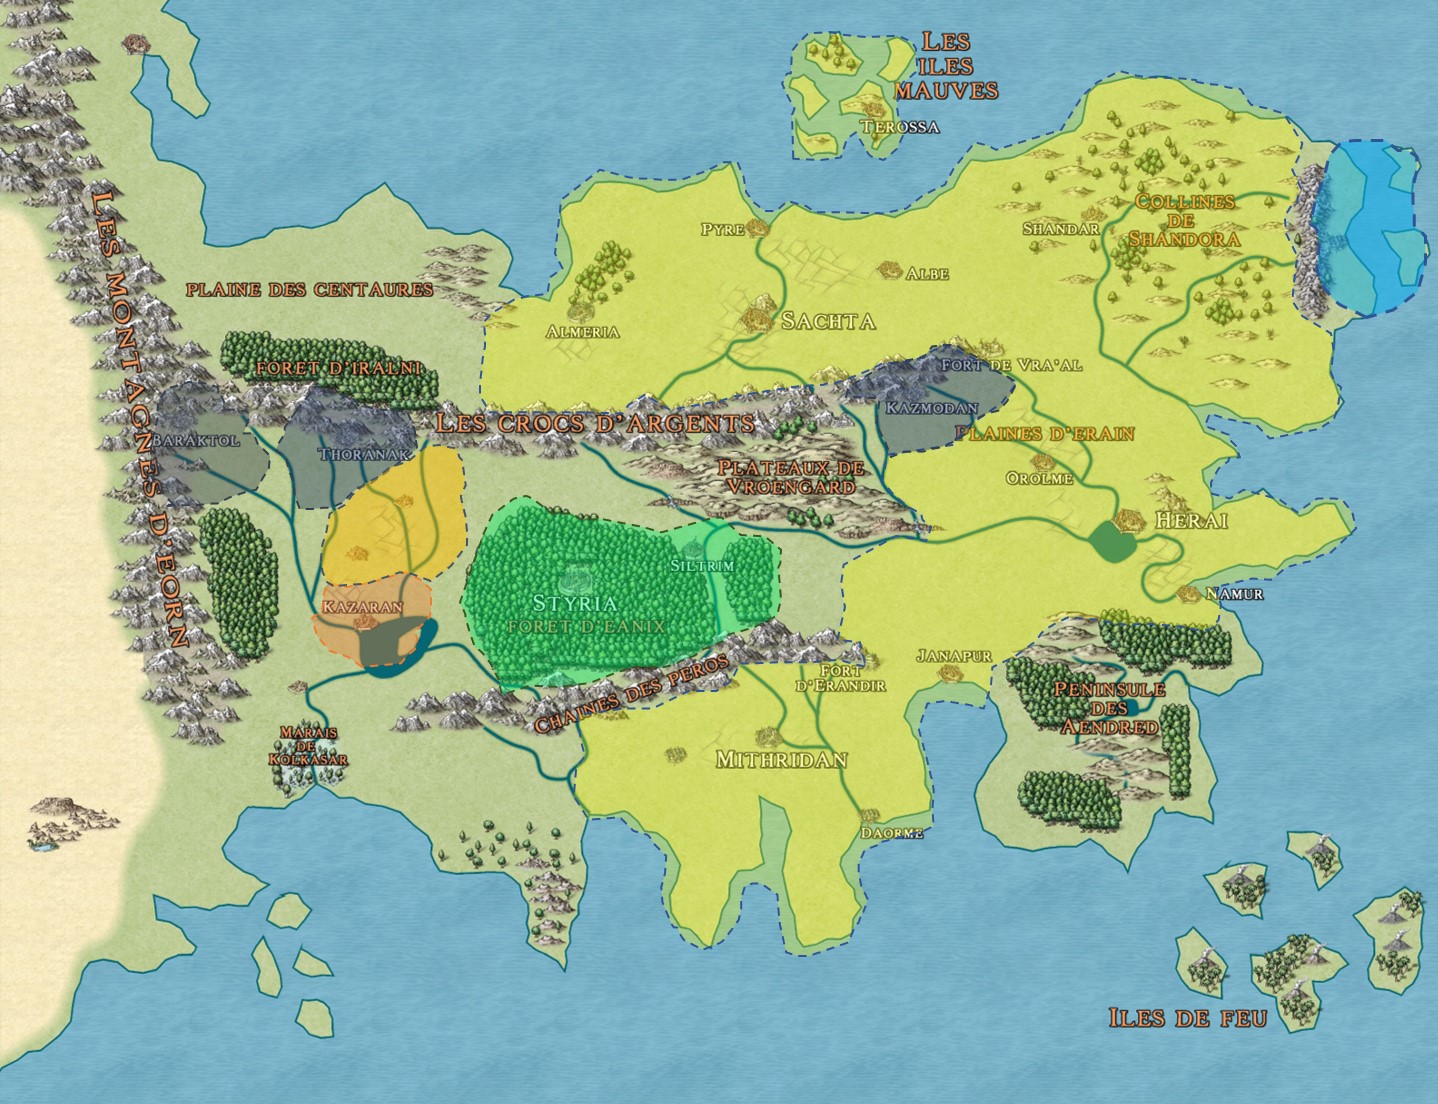 LES
ILES
MAUVES
TEROSSA
LES MONTAGNES D'EORN
PYRE
SHANDAR
COLLINES
DE
SHANDORA
ALBE
PLAINE DES CENTAURES
ALMERIA
SACHTA
FORÊT D'IRALNI
FORT DE VRA'AL
KAZMODAN
LES CROCS D'ARGENTS
BARAKTOL
THORANAK
PLAINES D'ERAIN
PLATEAUX DE
VROENGARD
OROLME
HERAI
SILTRIM
STYRIA
FORET D'EANIX
NAMUR
KAZARAN
CHAINES DES PEROS
FORT
D'ERANDIR
JANAPUR
PENINSULE
DES
AENDRED
MARAIS
DE
KOLKASAR
MITHRIDAN
DAORME
ILES DE FEU